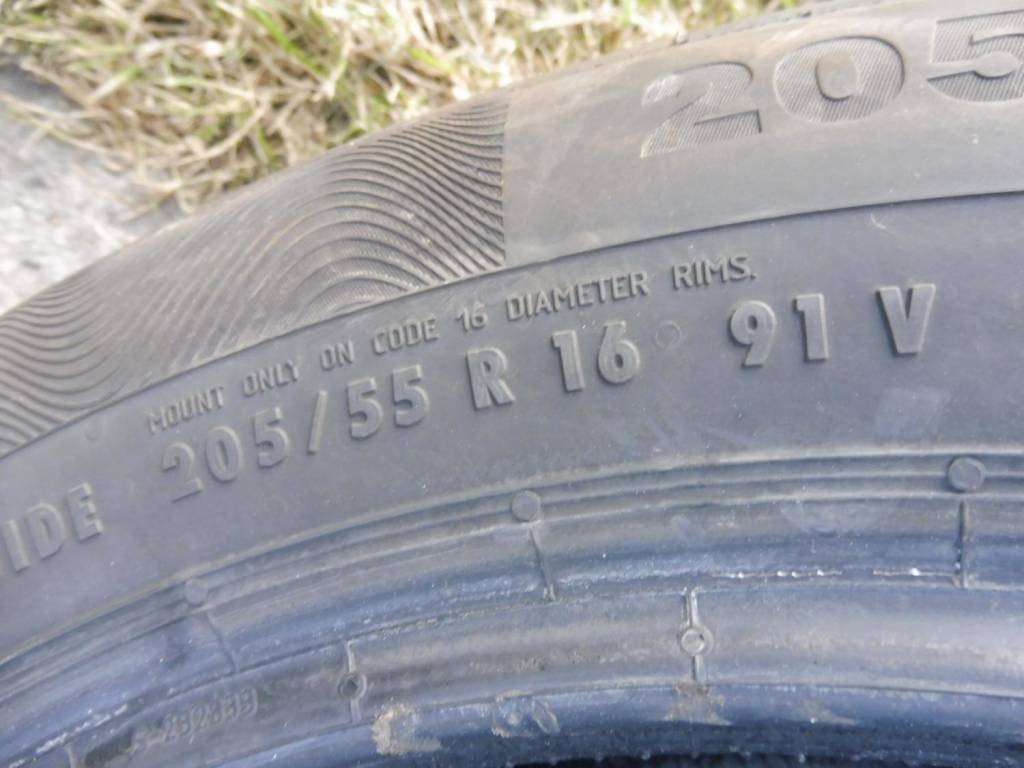 205
MOUNT ONLY ON CODE 16 DIAMETER RIMS.
205/55 R 16 91 V
IDE